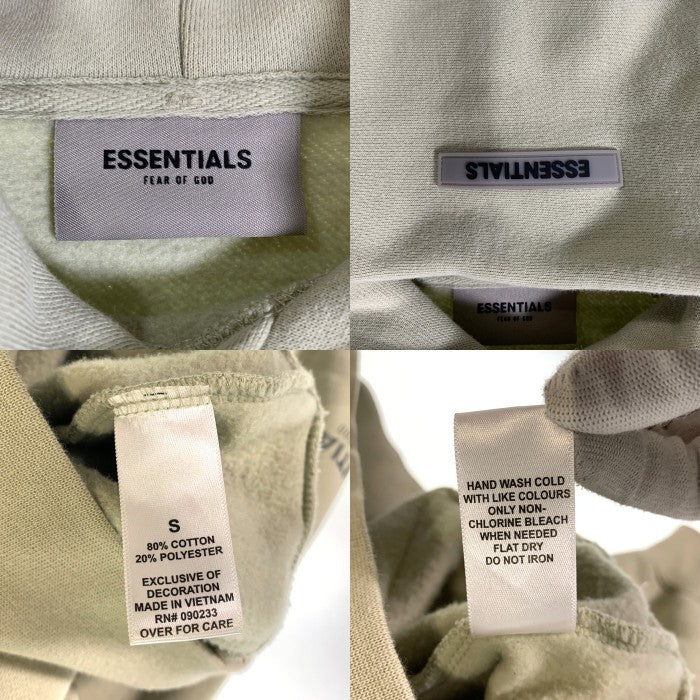 ESSENTIALS
FEAR OF GOD
ESSENTIALS
ESSENTIALS
FEAR OF GOD
S
80% COTTON
20% POLYESTER
EXCLUSIVE OF
DECORATION
MADE IN VIETNAM
RN# 090233
OVER FOR CARE
HAND WASH COLD
WITH LIKE COLOURS
ONLY NON-
CHLORINE BLEACH
WHEN NEEDED
FLAT DRY
DO NOT IRON